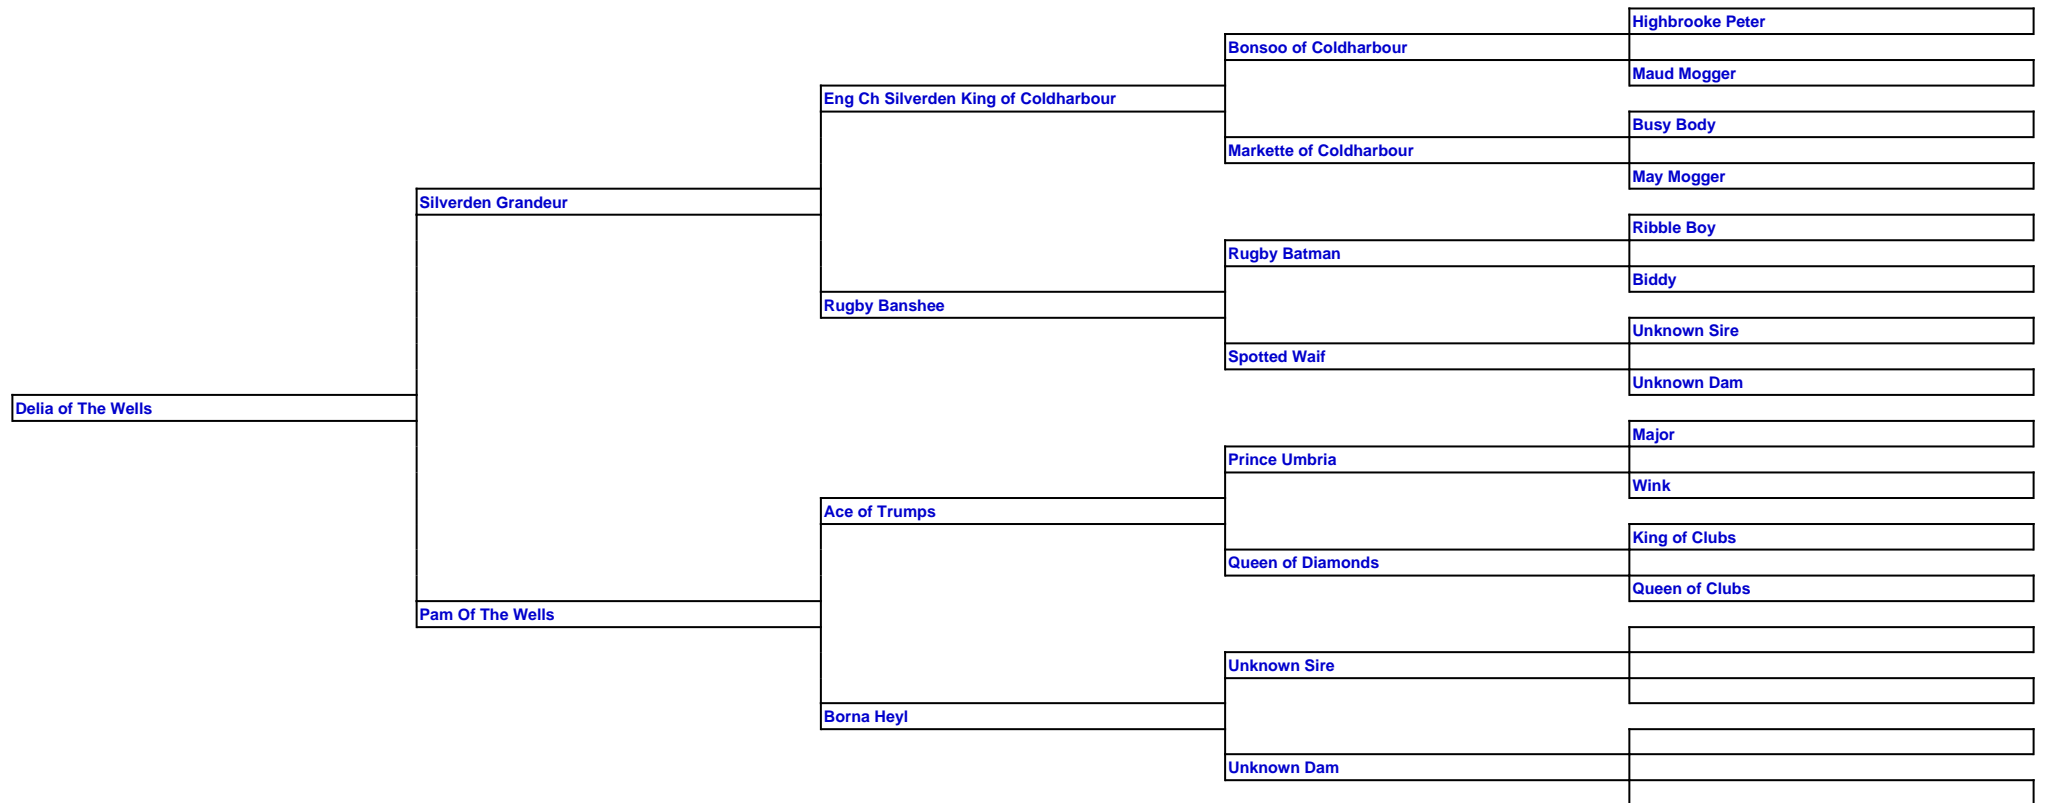 Highbrooke Peter
Bonsoo of Coldharbour
Maud Mogger
Eng Ch Silverden King of Coldharbour
Busy Body
Markette of Coldharbour
May Mogger
Silverden Grandeur
Ribble Boy
Rugby Batman
Biddy
Rugby Banshee
Unknown Sire
Spotted Waif
Unknown Dam
Delia of The Wells
Major
Prince Umbria
Wink
Ace of Trumps
King of Clubs
Queen of Diamonds
Queen of Clubs
Pam Of The Wells
Unknown Sire
Borna Heyl
Unknown Dam